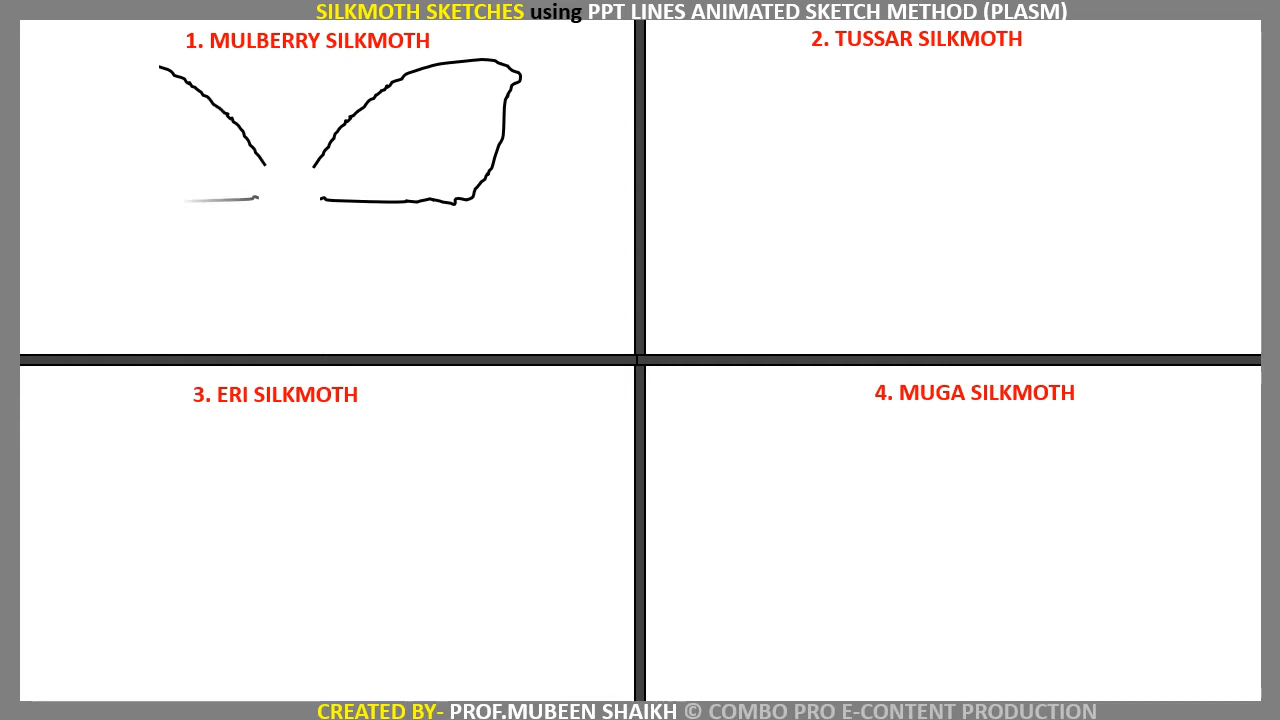 SILKMOTH SKETCHES using PPT LINES ANIMATED SKETCH METHOD (PLASM)
1. MULBERRY SILKMOTH
2. TUSSAR SILKMOTH
3. ERI SILKMOTH
4. MUGA SILKMOTH
CREATED BY- PROF.MUBEEN SHAIKH © COMBO PRO E-CONTENT PRODUCTION